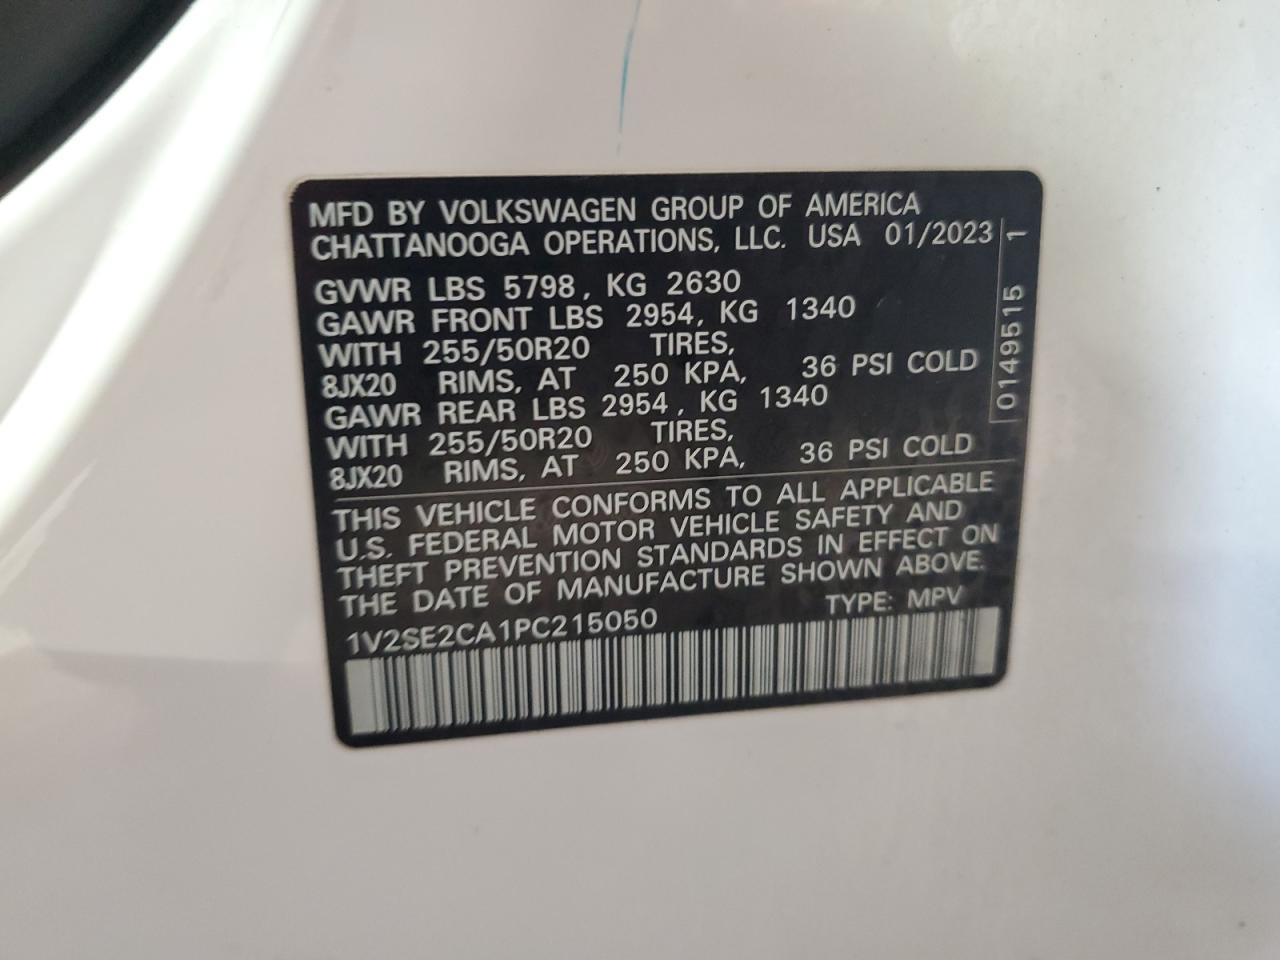 MFD BY VOLKSWAGEN GROUP OF AMERICA
CHATTANOOGA OPERATIONS, LLC. USA 01/2023
GVWR LBS 5798, KG 2630
GAWR FRONT LBS 2954, KG 1340
WITH 255/50R20 TIRES,
8JX20 RIMS, AT 250 KPA, 36 PSI COLD
GAWR REAR LBS 2954, KG 1340
WITH 255/50R20 TIRES,
8JX20 RIMS, AT 250 KPA, 36 PSI COLD
THIS VEHICLE CONFORMS TO ALL APPLICABLE
U.S. FEDERAL MOTOR VEHICLE SAFETY AND
THEFT PREVENTION STANDARDS IN EFFECT ON
THE DATE OF MANUFACTURE SHOWN ABOVE.
1V2SE2CA1PC215050 TYPE: MPV
0149515 1